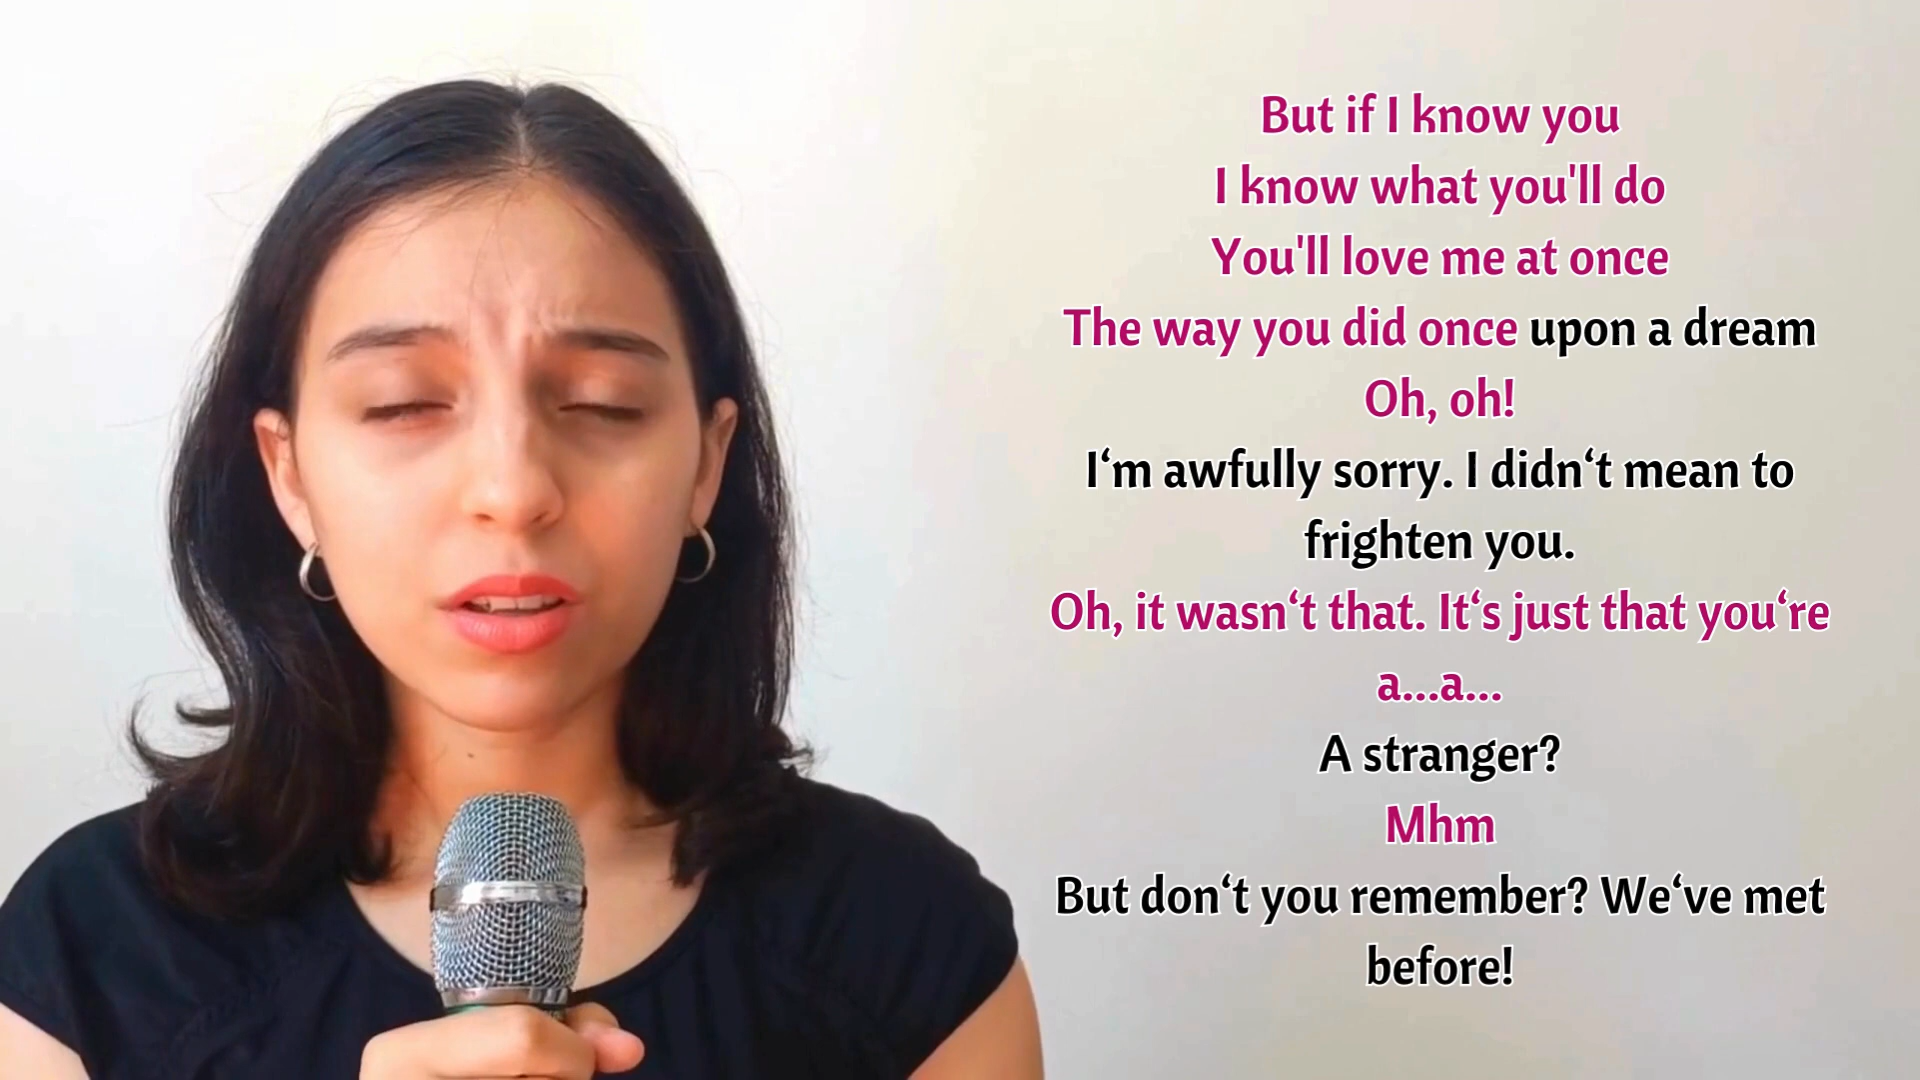 But if I know you
I know what you'll do
You'll love me at once
The way you did once upon a dream
Oh, oh!
I‘m awfully sorry. I didn‘t mean to
frighten you.
Oh, it wasn‘t that. It‘s just that you‘re
a...a...
A stranger?
Mhm
But don‘t you remember? We‘ve met
before!